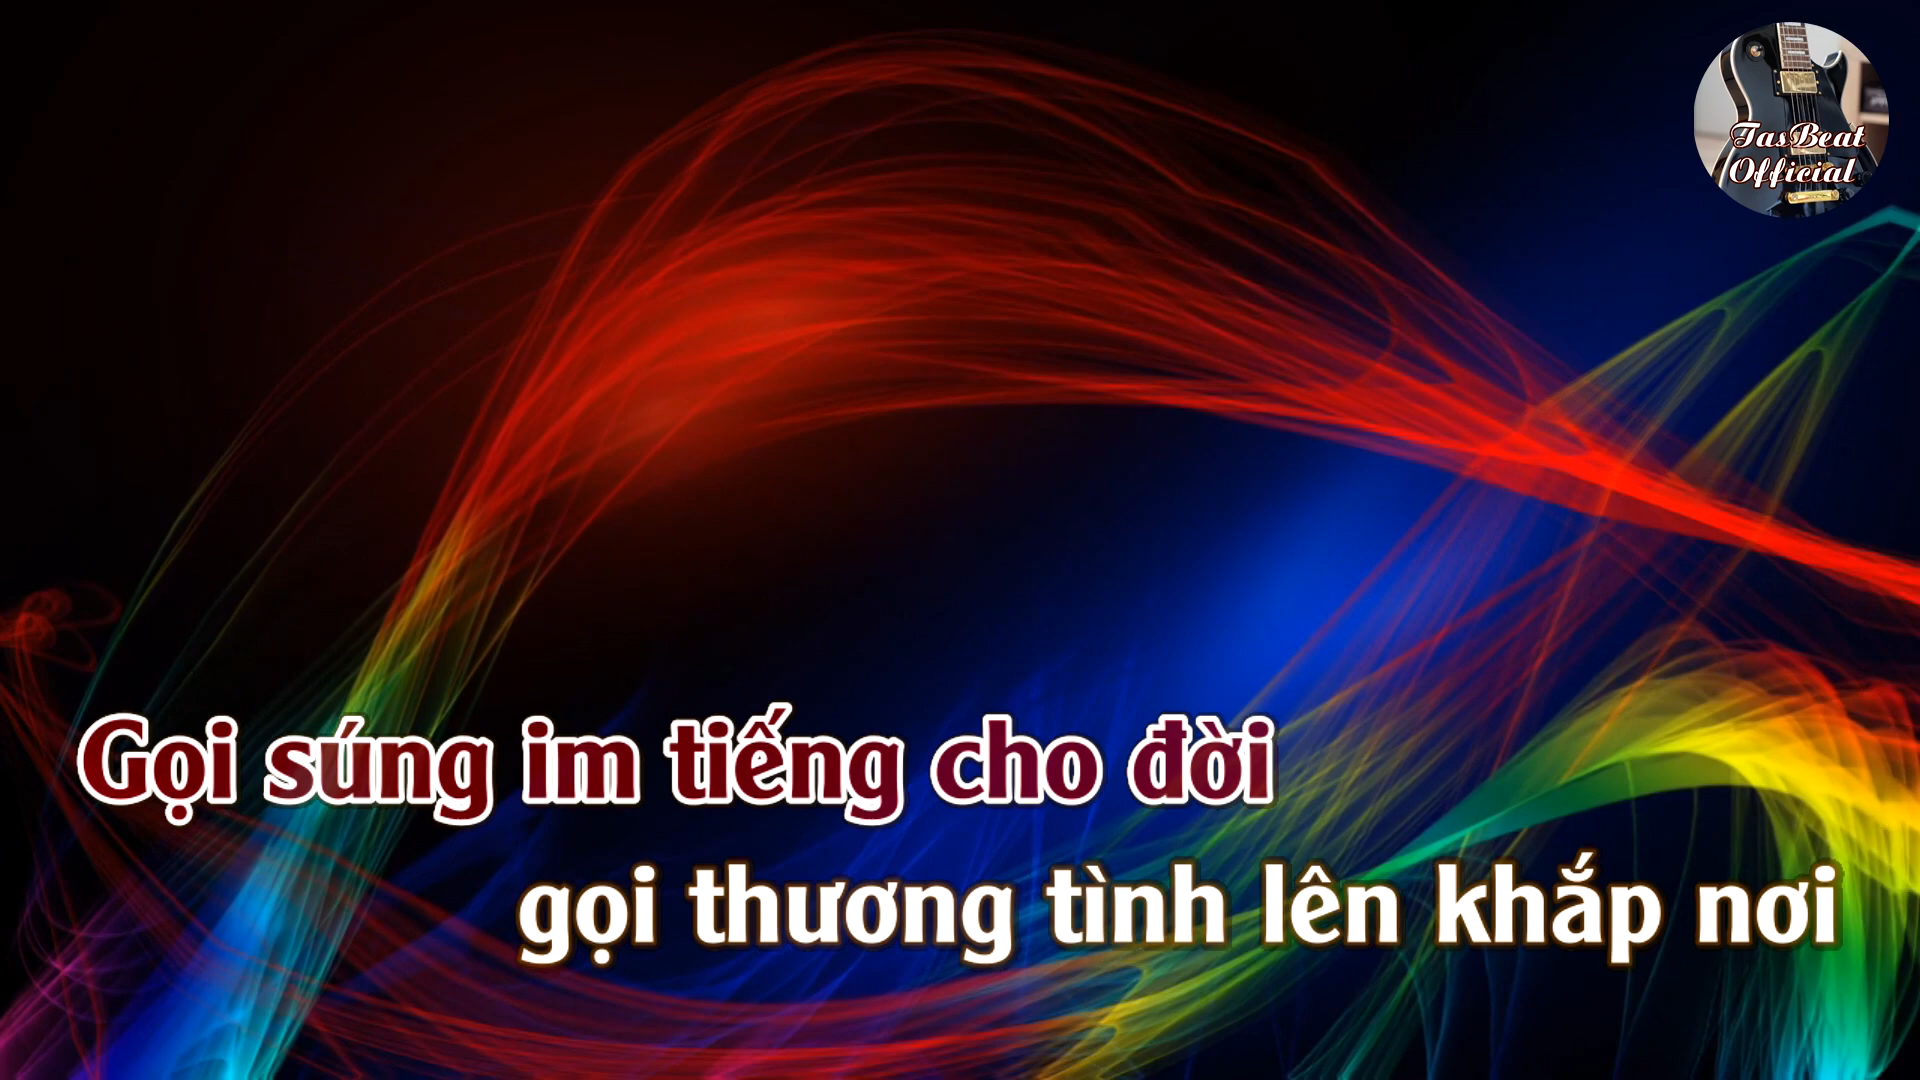 TasBeat
Official
Gọi súng im tiếng cho đời
gọi thương tình lên khắp nơi